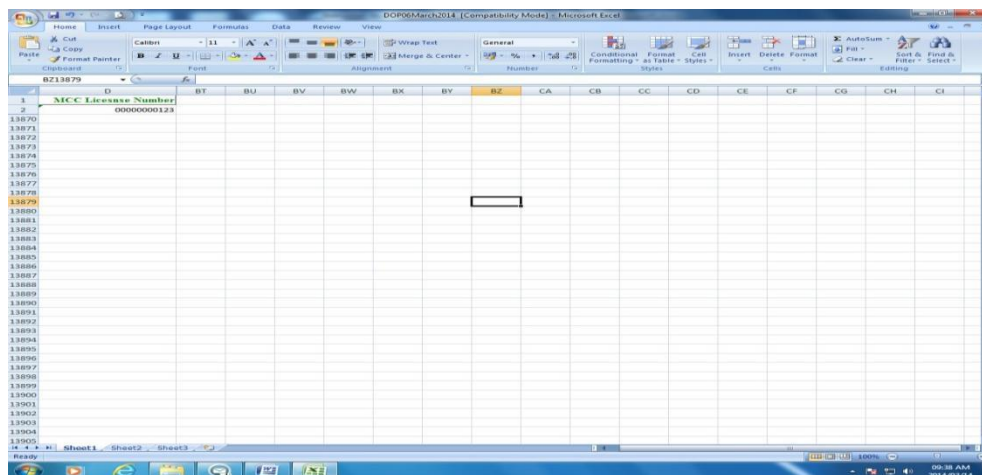 DOP06March2014 [Compatibility Mode] - Microsoft Excel
Home Insert Page Layout Formulas Data Review View
Cut
Copy
Format Painter
Paste
Calibri 11
B I U
Wrap Text
Merge & Center
General
Conditional Formatting
Format as Table
Cell Styles
Insert Delete Format
AutoSum
Fill
Clear
Sort & Filter
Find & Select
Clipboard Font Alignment Number Styles Cells Editing
BZ13879 fx
D BT BU BV BW BX BY BZ CA CB CC CD CE CF CG CH CI
1 MCC Licesnse Number
2 00000000123
13870
13871
13872
13873
13874
13875
13876
13877
13878
13879
13880
13881
13882
13883
13884
13885
13886
13887
13888
13889
13890
13891
13892
13893
13894
13895
13896
13897
13898
13899
13900
13901
13902
13903
13904
13905
Sheet1 Sheet2 Sheet3
Ready 100%
09:38 AM
2014/03/14